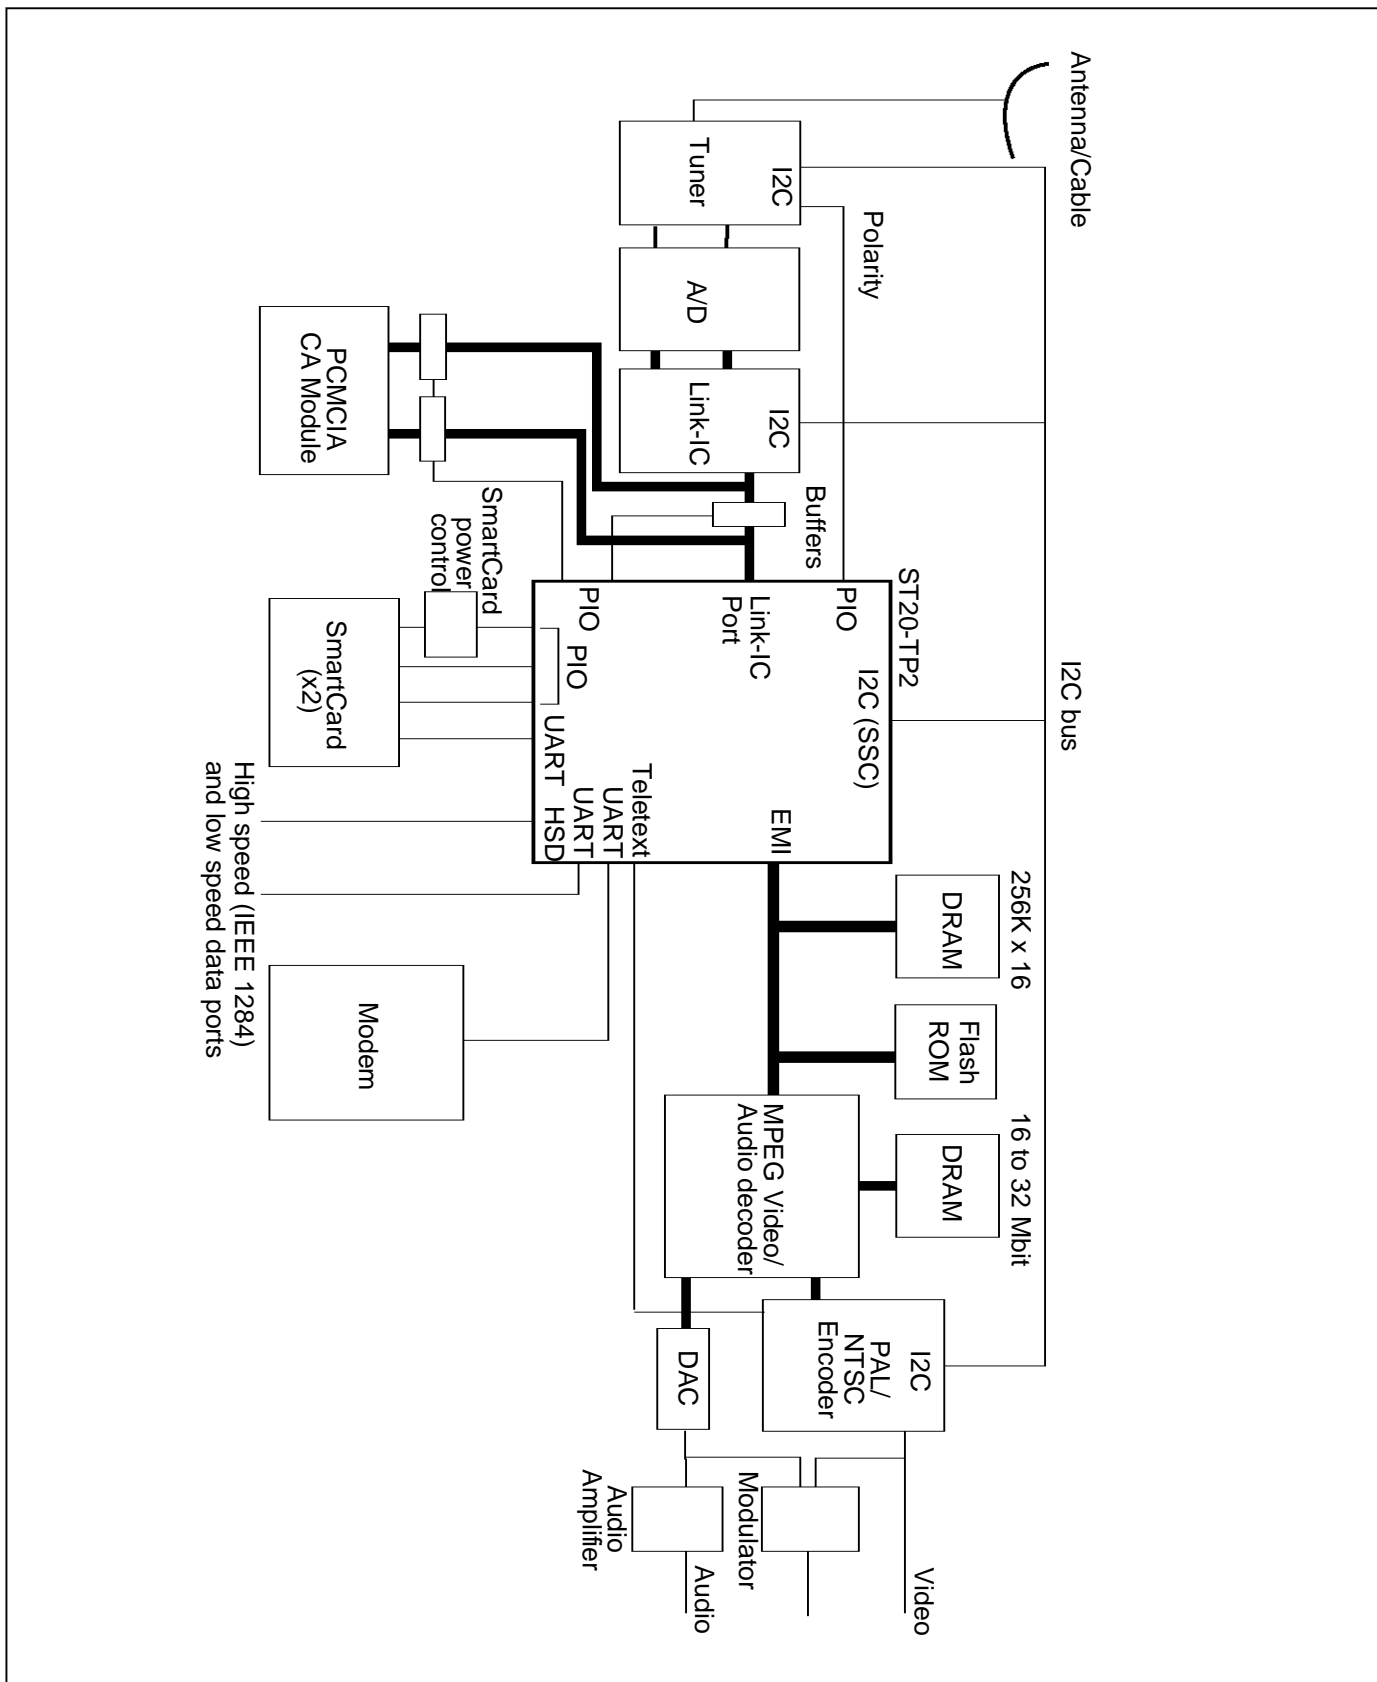 Antenna/Cable
I2C bus
256K x 16
16 to 32 Mbit
Polarity
ST20-TP2
DRAM
Flash
ROM
DRAM
Video
I2C
Tuner
A/D
I2C
Link-IC
Buffers
PIO
I2C (SSC)
Link-IC
Port
EMI
PIO
PIO
UART
HSD
UART
UART
Teletext
MPEG Video/
Audio decoder
I2C
PAL/
NTSC
Encoder
DAC
Modulator
Audio
Audio
Amplifier
PCMCIA
CA Module
SmartCard
power
control
SmartCard
(x2)
High speed (IEEE 1284)
and low speed data ports
Modem